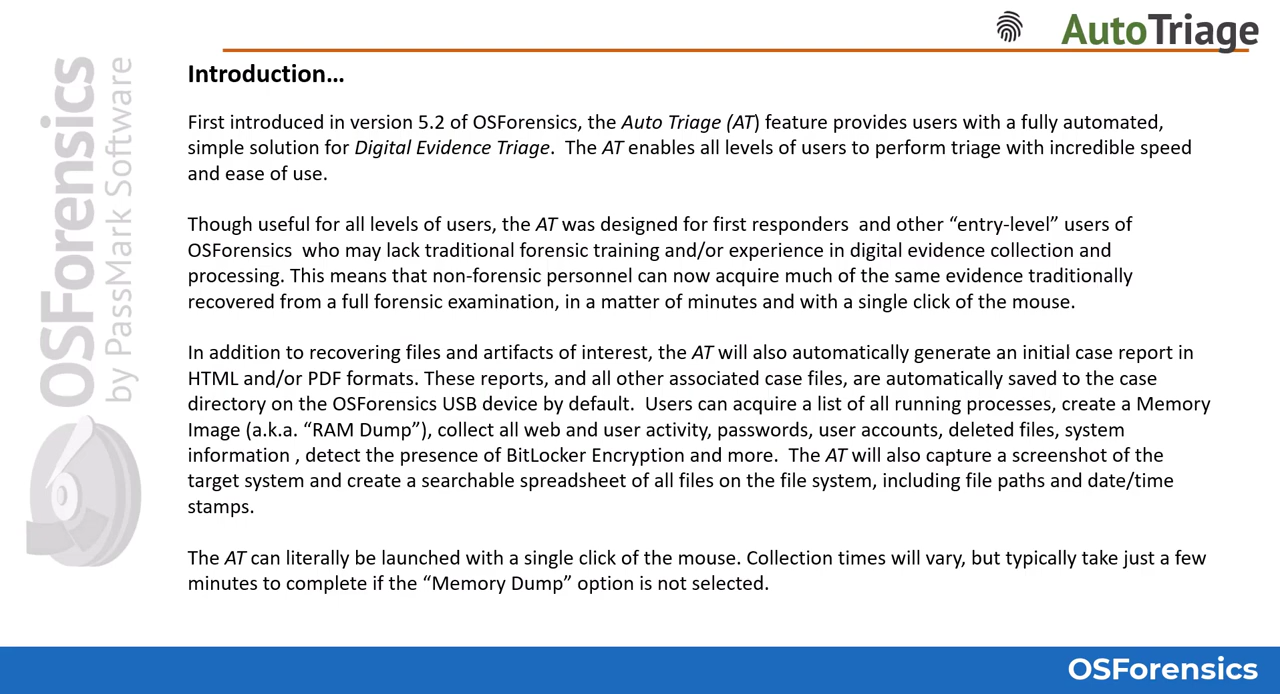 AutoTriage
OSForensics
by PassMark Software
Introduction…
First introduced in version 5.2 of OSForensics, the Auto Triage (AT) feature provides users with a fully automated,
simple solution for Digital Evidence Triage.  The AT enables all levels of users to perform triage with incredible speed
and ease of use.
Though useful for all levels of users, the AT was designed for first responders  and other “entry-level” users of
OSForensics  who may lack traditional forensic training and/or experience in digital evidence collection and
processing. This means that non-forensic personnel can now acquire much of the same evidence traditionally
recovered from a full forensic examination, in a matter of minutes and with a single click of the mouse.
In addition to recovering files and artifacts of interest, the AT will also automatically generate an initial case report in
HTML and/or PDF formats. These reports, and all other associated case files, are automatically saved to the case
directory on the OSForensics USB device by default.  Users can acquire a list of all running processes, create a Memory
Image (a.k.a. “RAM Dump”), collect all web and user activity, passwords, user accounts, deleted files, system
information , detect the presence of BitLocker Encryption and more.  The AT will also capture a screenshot of the
target system and create a searchable spreadsheet of all files on the file system, including file paths and date/time
stamps.
The AT can literally be launched with a single click of the mouse. Collection times will vary, but typically take just a few
minutes to complete if the “Memory Dump” option is not selected.
OSForensics